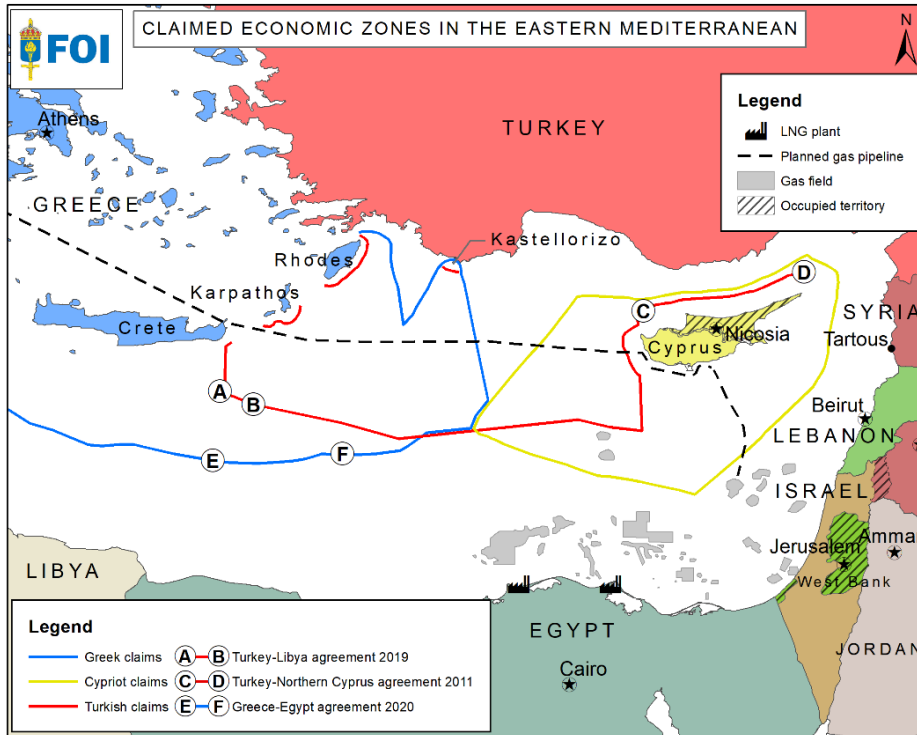 FOI
CLAIMED ECONOMIC ZONES IN THE EASTERN MEDITERRANEAN
N
Legend
LNG plant
Planned gas pipeline
Gas field
Occupied territory
Athens
TURKEY
GREECE
Kastellorizo
Rhodes
Karpathos
Crete
D
C
Nicosia
Cyprus
SYRIA
Tartous
A
B
Beirut
LEBANON
E
F
ISRAEL
Jerusalem
Amma
West Bank
LIBYA
EGYPT
JORDAN
Cairo
Legend
Greek claims A B Turkey-Libya agreement 2019
Cypriot claims C D Turkey-Northern Cyprus agreement 2011
Turkish claims E F Greece-Egypt agreement 2020